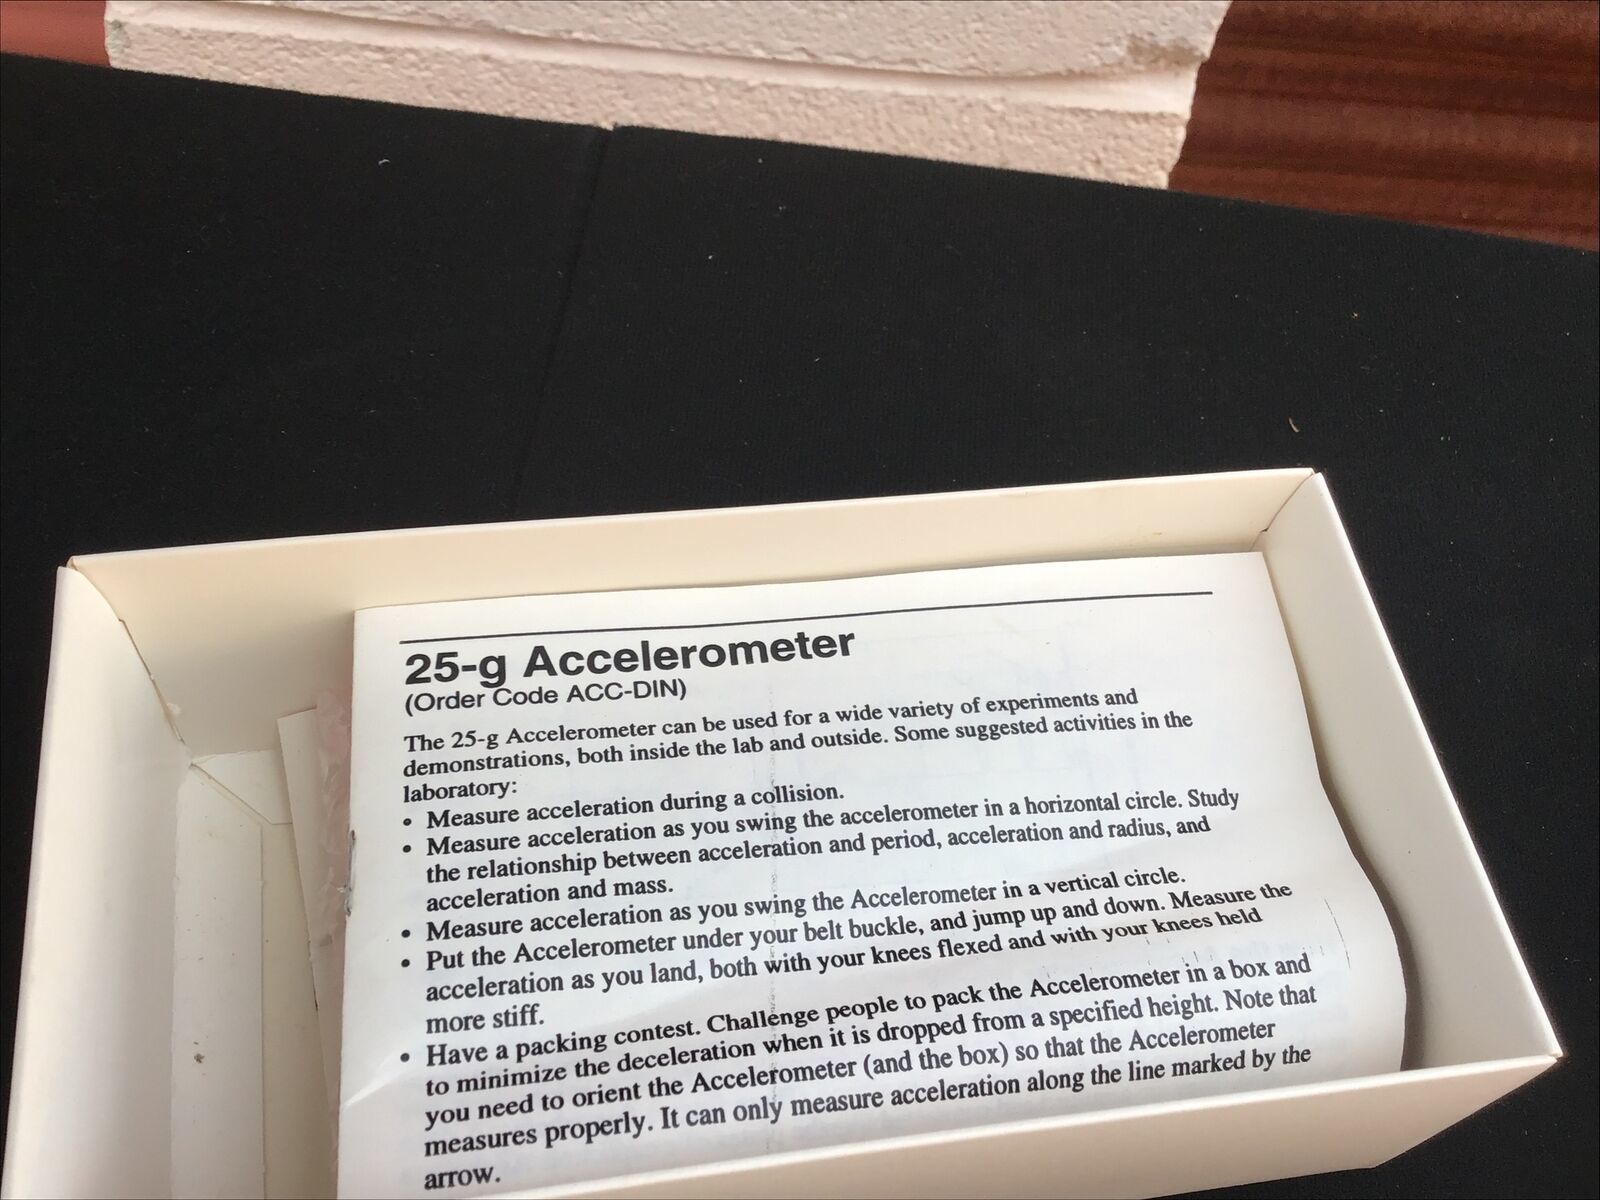 25-g Accelerometer
(Order Code ACC-DIN)
The 25-g Accelerometer can be used for a wide variety of experiments and
demonstrations, both inside the lab and outside. Some suggested activities in the
laboratory:
• Measure acceleration during a collision.
• Measure acceleration as you swing the accelerometer in a horizontal circle. Study
the relationship between acceleration and period, acceleration and radius, and
acceleration and mass.
• Measure acceleration as you swing the Accelerometer in a vertical circle.
• Put the Accelerometer under your belt buckle, and jump up and down. Measure the
acceleration as you land, both with your knees flexed and with your knees held
more stiff.
• Have a packing contest. Challenge people to pack the Accelerometer in a box and
to minimize the deceleration when it is dropped from a specified height. Note that
you need to orient the Accelerometer (and the box) so that the Accelerometer
measures properly. It can only measure acceleration along the line marked by the
arrow.